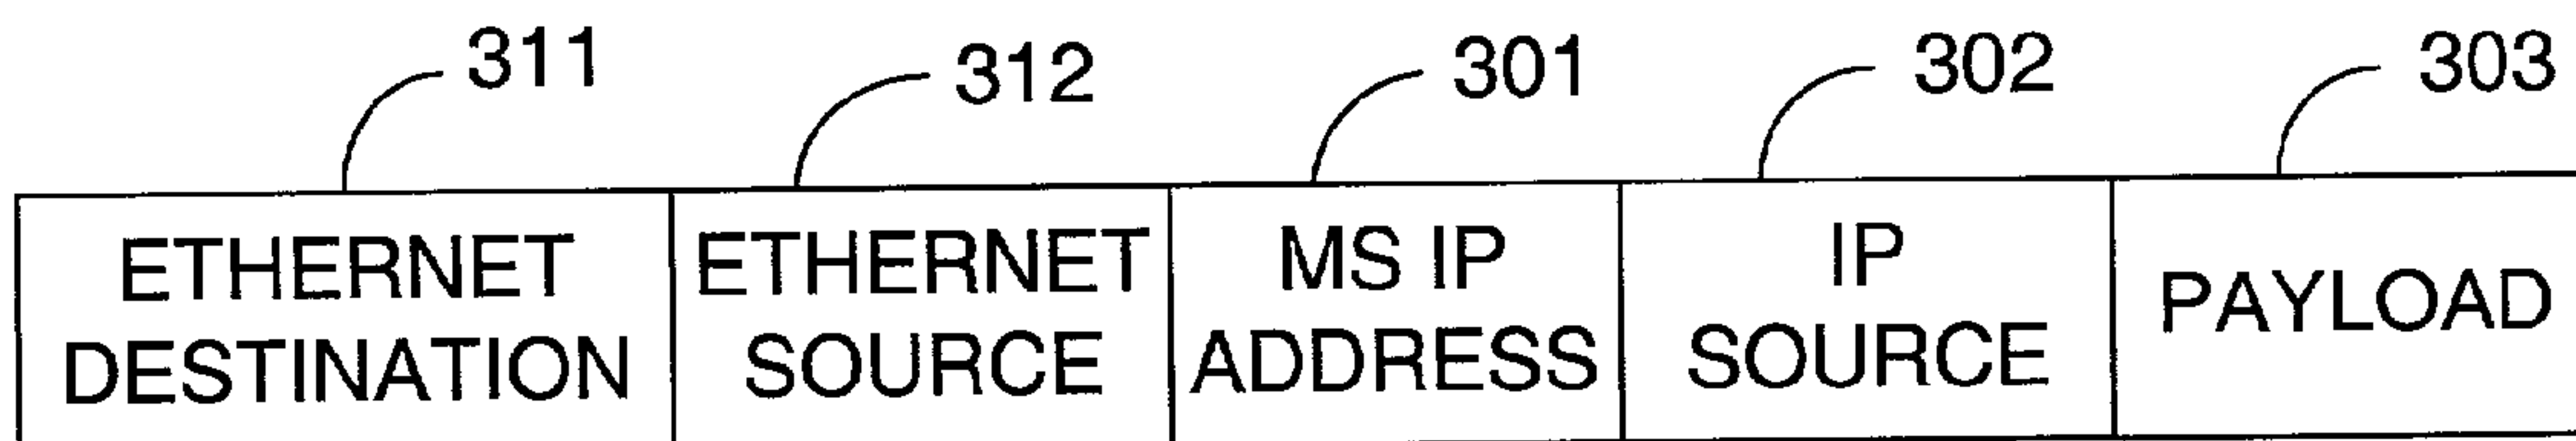 311 312 301 302 303
ETHERNET DESTINATION
ETHERNET SOURCE
MS IP ADDRESS
IP SOURCE
PAYLOAD